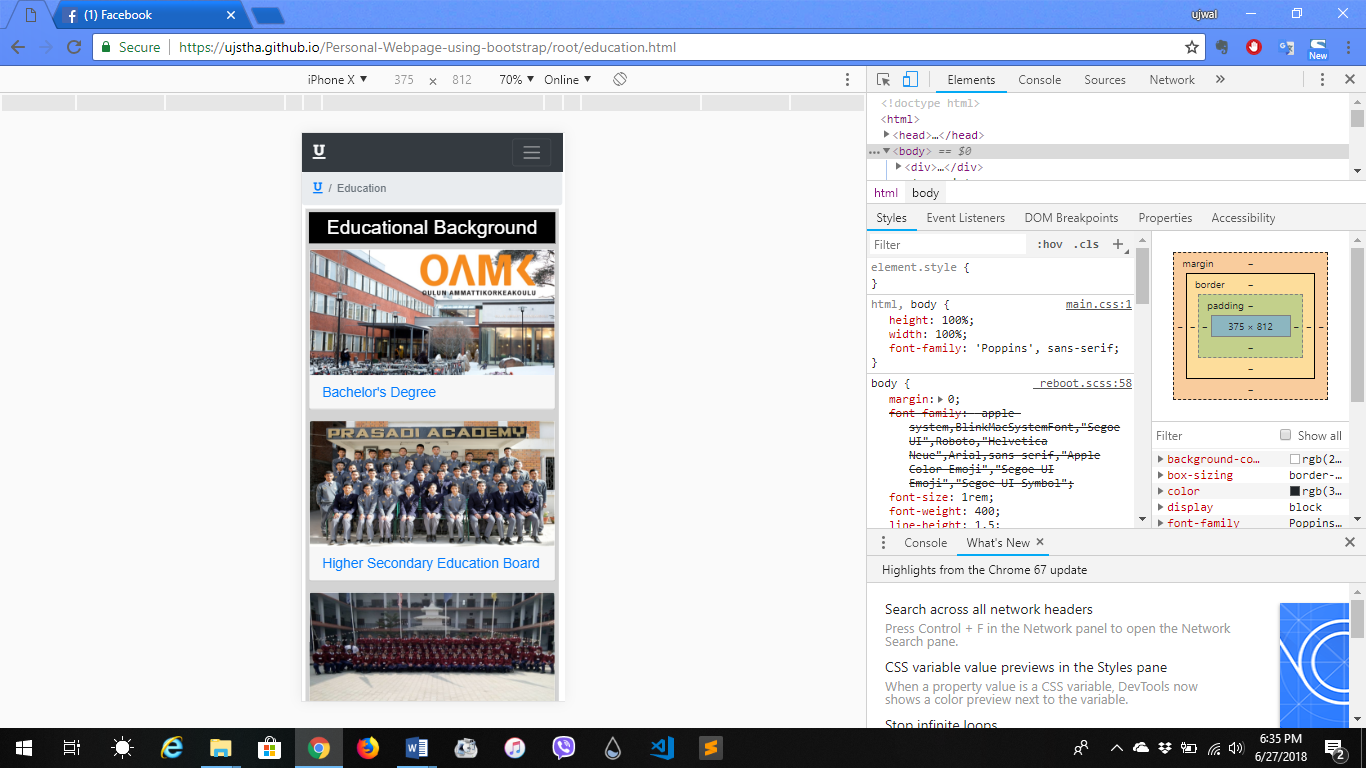 (1) Facebook
ujwal
Secure
https://ujstha.github.io/Personal-Webpage-using-bootstrap/root/education.html
New
iPhone X ▼ 375 × 812 70% ▼ Online ▼
U
U / Education
Educational Background
OAMK
OULUN AMMATTIKORKEAKOULU
Bachelor's Degree
PRASADI ACADEMY
Higher Secondary Education Board
Elements Console Sources Network »
<!doctype html>
<html>
<head>…</head>
<body> == $0
<div>…</div>
html body
Styles Event Listeners DOM Breakpoints Properties Accessibility
Filter :hov .cls +
element.style {
}
html, body { main.css:1
height: 100%;
width: 100%;
font-family: 'Poppins', sans-serif;
}
body { _reboot.scss:58
margin: 0;
font-family: -apple-
system,BlinkMacSystemFont,"Segoe
UI",Roboto,"Helvetica
Neue",Arial,sans-serif,"Apple
Color Emoji","Segoe UI
Emoji","Segoe UI Symbol";
font-size: 1rem;
font-weight: 400;
line-height: 1.5;
margin –
border –
padding –
– – – 375 × 812 – – –
–
–
–
Filter Show all
background-co… rgb(2…
box-sizing border-…
color rgb(3…
display block
font-family Poppins…
Console What's New ×
Highlights from the Chrome 67 update
Search across all network headers
Press Control + F in the Network panel to open the Network
Search pane.
CSS variable value previews in the Styles pane
When a property value is a CSS variable, DevTools now
shows a color preview next to the variable.
Stop infinite loops
6:35 PM
6/27/2018
2